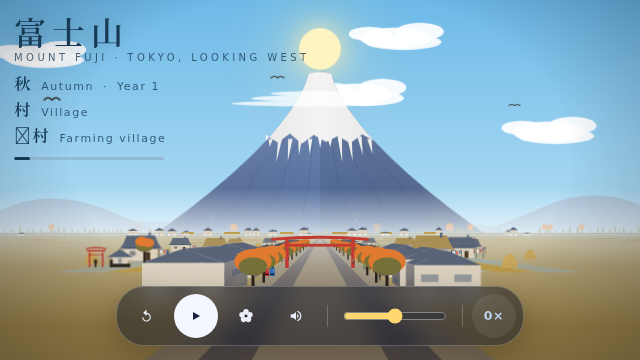 富士山
MOUNT FUJI · TOKYO, LOOKING WEST
秋 Autumn · Year 1
村 Village
村 Farming village
0×